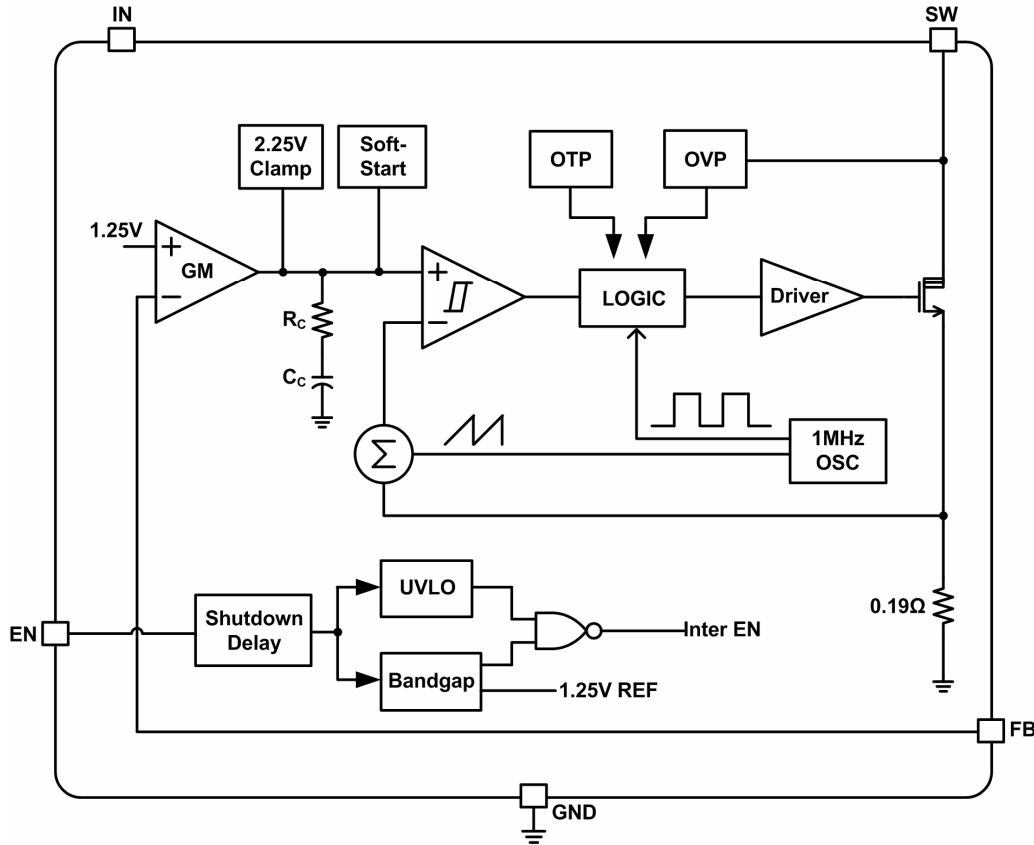 IN
SW
2.25V
Clamp
Soft-
Start
OTP
OVP
1.25V
+
GM
−
+
−
LOGIC
Driver
RC
CC
Σ
1MHz
OSC
0.19Ω
EN
Shutdown
Delay
UVLO
Bandgap
Inter EN
1.25V REF
FB
GND